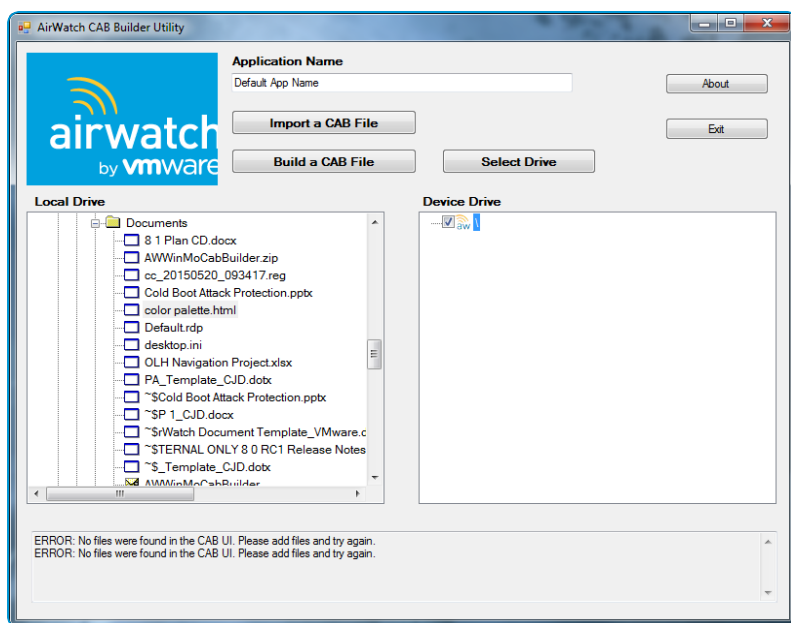 AirWatch CAB Builder Utility
Application Name
Default App Name
About
Import a CAB File
Exit
airwatch
by vmware
Build a CAB File
Select Drive
Local Drive
Device Drive
Documents
8 1 Plan CD.docx
AWWinMoCabBuilder.zip
cc_20150520_093417.reg
Cold Boot Attack Protection.pptx
color palette.html
Default.rdp
desktop.ini
OLH Navigation Project.xlsx
PA_Template_CJD.dotx
~$Cold Boot Attack Protection.pptx
~$P 1_CJD.docx
~$rWatch Document Template_VMware.c
~$TERNAL ONLY 8 0 RC1 Release Notes
~$_Template_CJD.dotx
AWWinMoCabBuilder
aw \
ERROR: No files were found in the CAB UI. Please add files and try again.
ERROR: No files were found in the CAB UI. Please add files and try again.